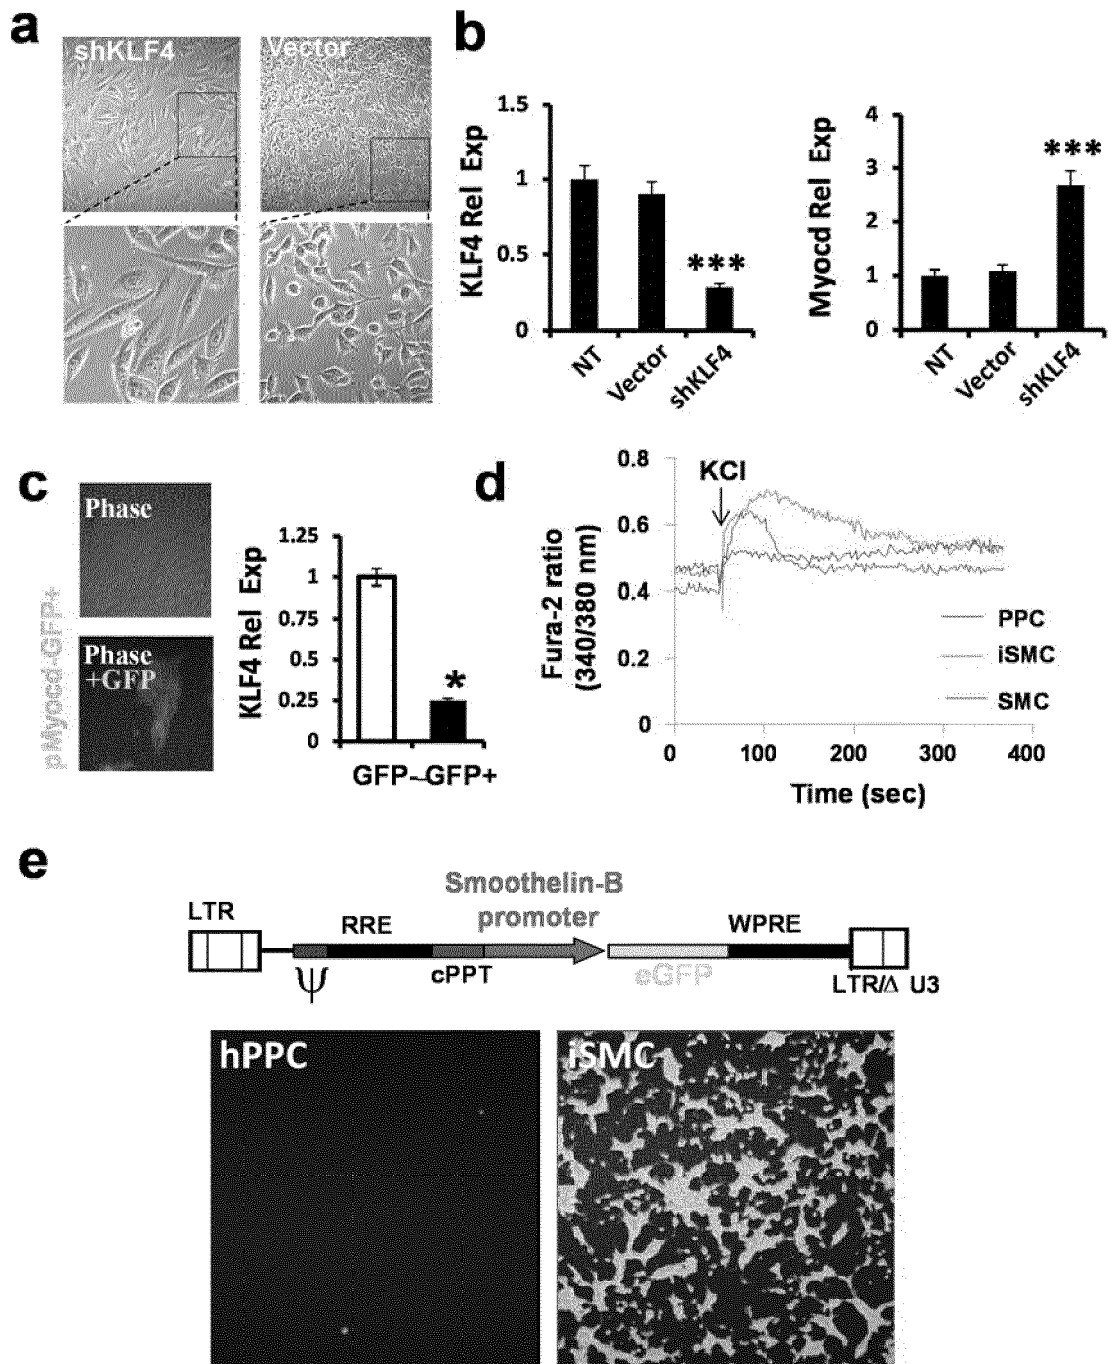 a
shKLF4
Vector
b
KLF4 Rel Exp
1.5
1
0.5
0
NT
Vector
shKLF4
***
Myocd Rel Exp
4
3
2
1
0
NT
Vector
shKLF4
***
c
pMyocd-GFP+
Phase
Phase
+GFP
KLF4 Rel Exp
1.25
1
0.75
0.5
0.25
0
*
GFP- GFP+
d
Fura-2 ratio
(340/380 nm)
0.8
0.6
0.4
0.2
0
KCl
PPC
iSMC
SMC
0 100 200 300 400
Time (sec)
e
Smoothelin-B
promoter
LTR
RRE
WPRE
Ψ
cPPT
eGFP
LTR/Δ U3
hPPC
iSMC